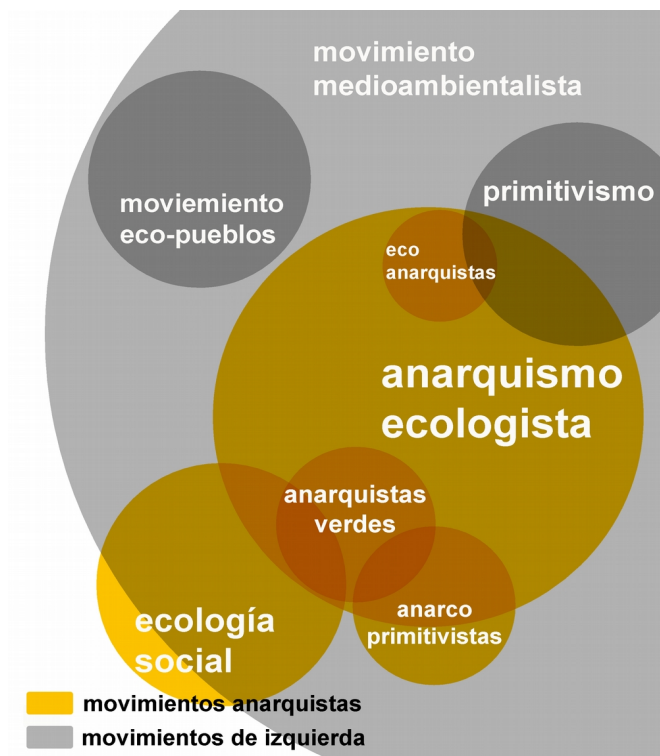 movimiento
medioambientalista
moviemiento
eco-pueblos
primitivismo
eco
anarquistas
anarquismo
ecologista
anarquistas
verdes
anarco
primitivistas
ecología
social
movimientos anarquistas
movimientos de izquierda